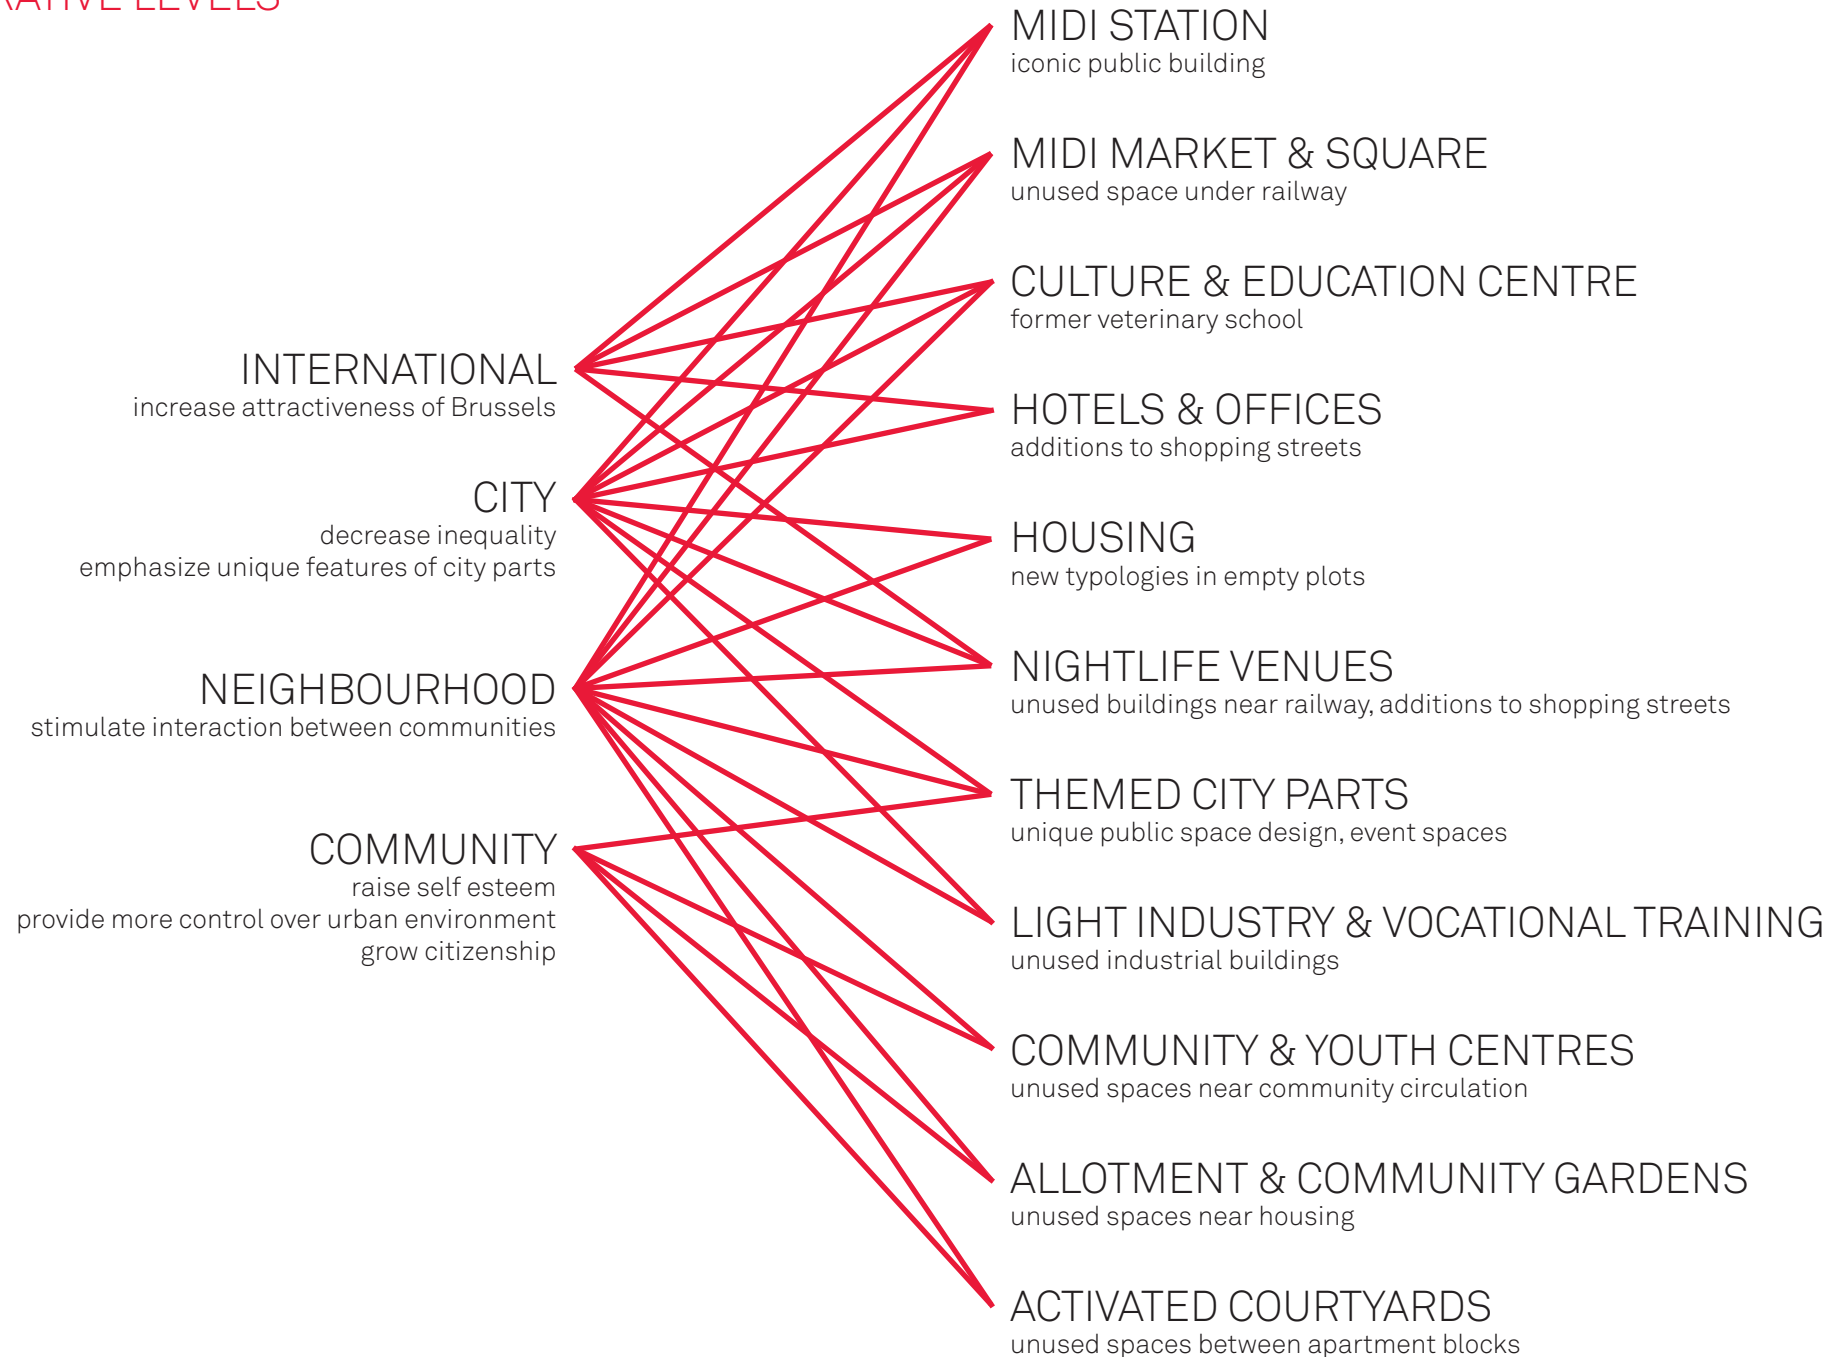 LEVELS
INTERNATIONAL
increase attractiveness of Brussels
CITY
decrease inequality
emphasize unique features of city parts
NEIGHBOURHOOD
stimulate interaction between communities
COMMUNITY
raise self esteem
provide more control over urban environment
grow citizenship
MIDI STATION
iconic public building
MIDI MARKET & SQUARE
unused space under railway
CULTURE & EDUCATION CENTRE
former veterinary school
HOTELS & OFFICES
additions to shopping streets
HOUSING
new typologies in empty plots
NIGHTLIFE VENUES
unused buildings near railway, additions to shopping streets
THEMED CITY PARTS
unique public space design, event spaces
LIGHT INDUSTRY & VOCATIONAL TRAINING
unused industrial buildings
COMMUNITY & YOUTH CENTRES
unused spaces near community circulation
ALLOTMENT & COMMUNITY GARDENS
unused spaces near housing
ACTIVATED COURTYARDS
unused spaces between apartment blocks